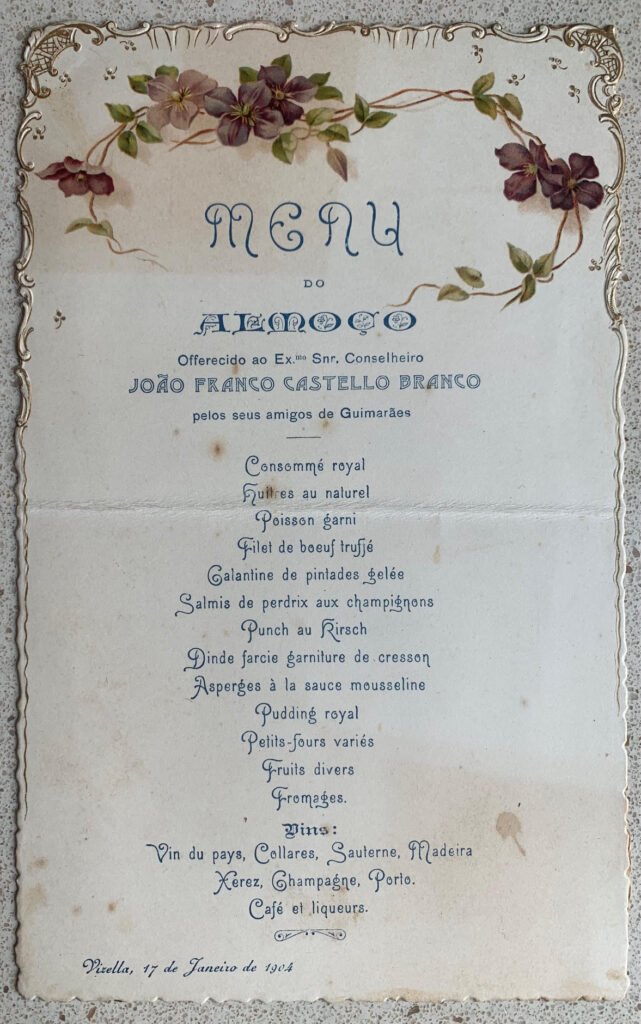 MENU
DO
ALMOÇO
Offerecido ao Ex.mo Snr. Conselheiro
JOÃO FRANCO CASTELLO BRANCO
pelos seus amigos de Guimarães
Consommé royal
Huitres au naturel
Poisson garni
Filet de boeuf truffé
Galantine de pintades gelée
Salmis de perdrix aux champignons
Punch au Kirsch
Dinde farcie garniture de cresson
Asperges à la sauce mousseline
Pudding royal
Petits-fours variés
Fruits divers
Fromages.
Vins:
Vin du pays, Collares, Sauterne, Madeira
Xerez, Champagne, Porto.
Café et liqueurs.
Vizella, 17 de Janeiro de 1904